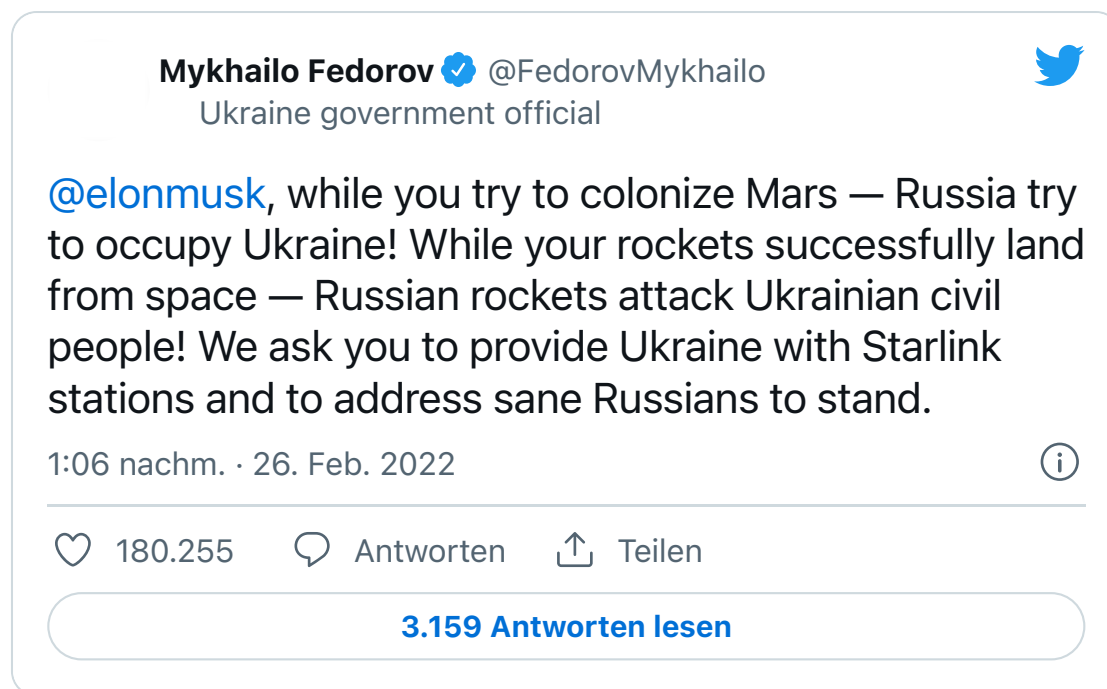 Mykhailo Fedorov @FedorovMykhailo
Ukraine government official
@elonmusk, while you try to colonize Mars — Russia try
to occupy Ukraine! While your rockets successfully land
from space — Russian rockets attack Ukrainian civil
people! We ask you to provide Ukraine with Starlink
stations and to address sane Russians to stand.
1:06 nachm. · 26. Feb. 2022
180.255 Antworten Teilen
3.159 Antworten lesen